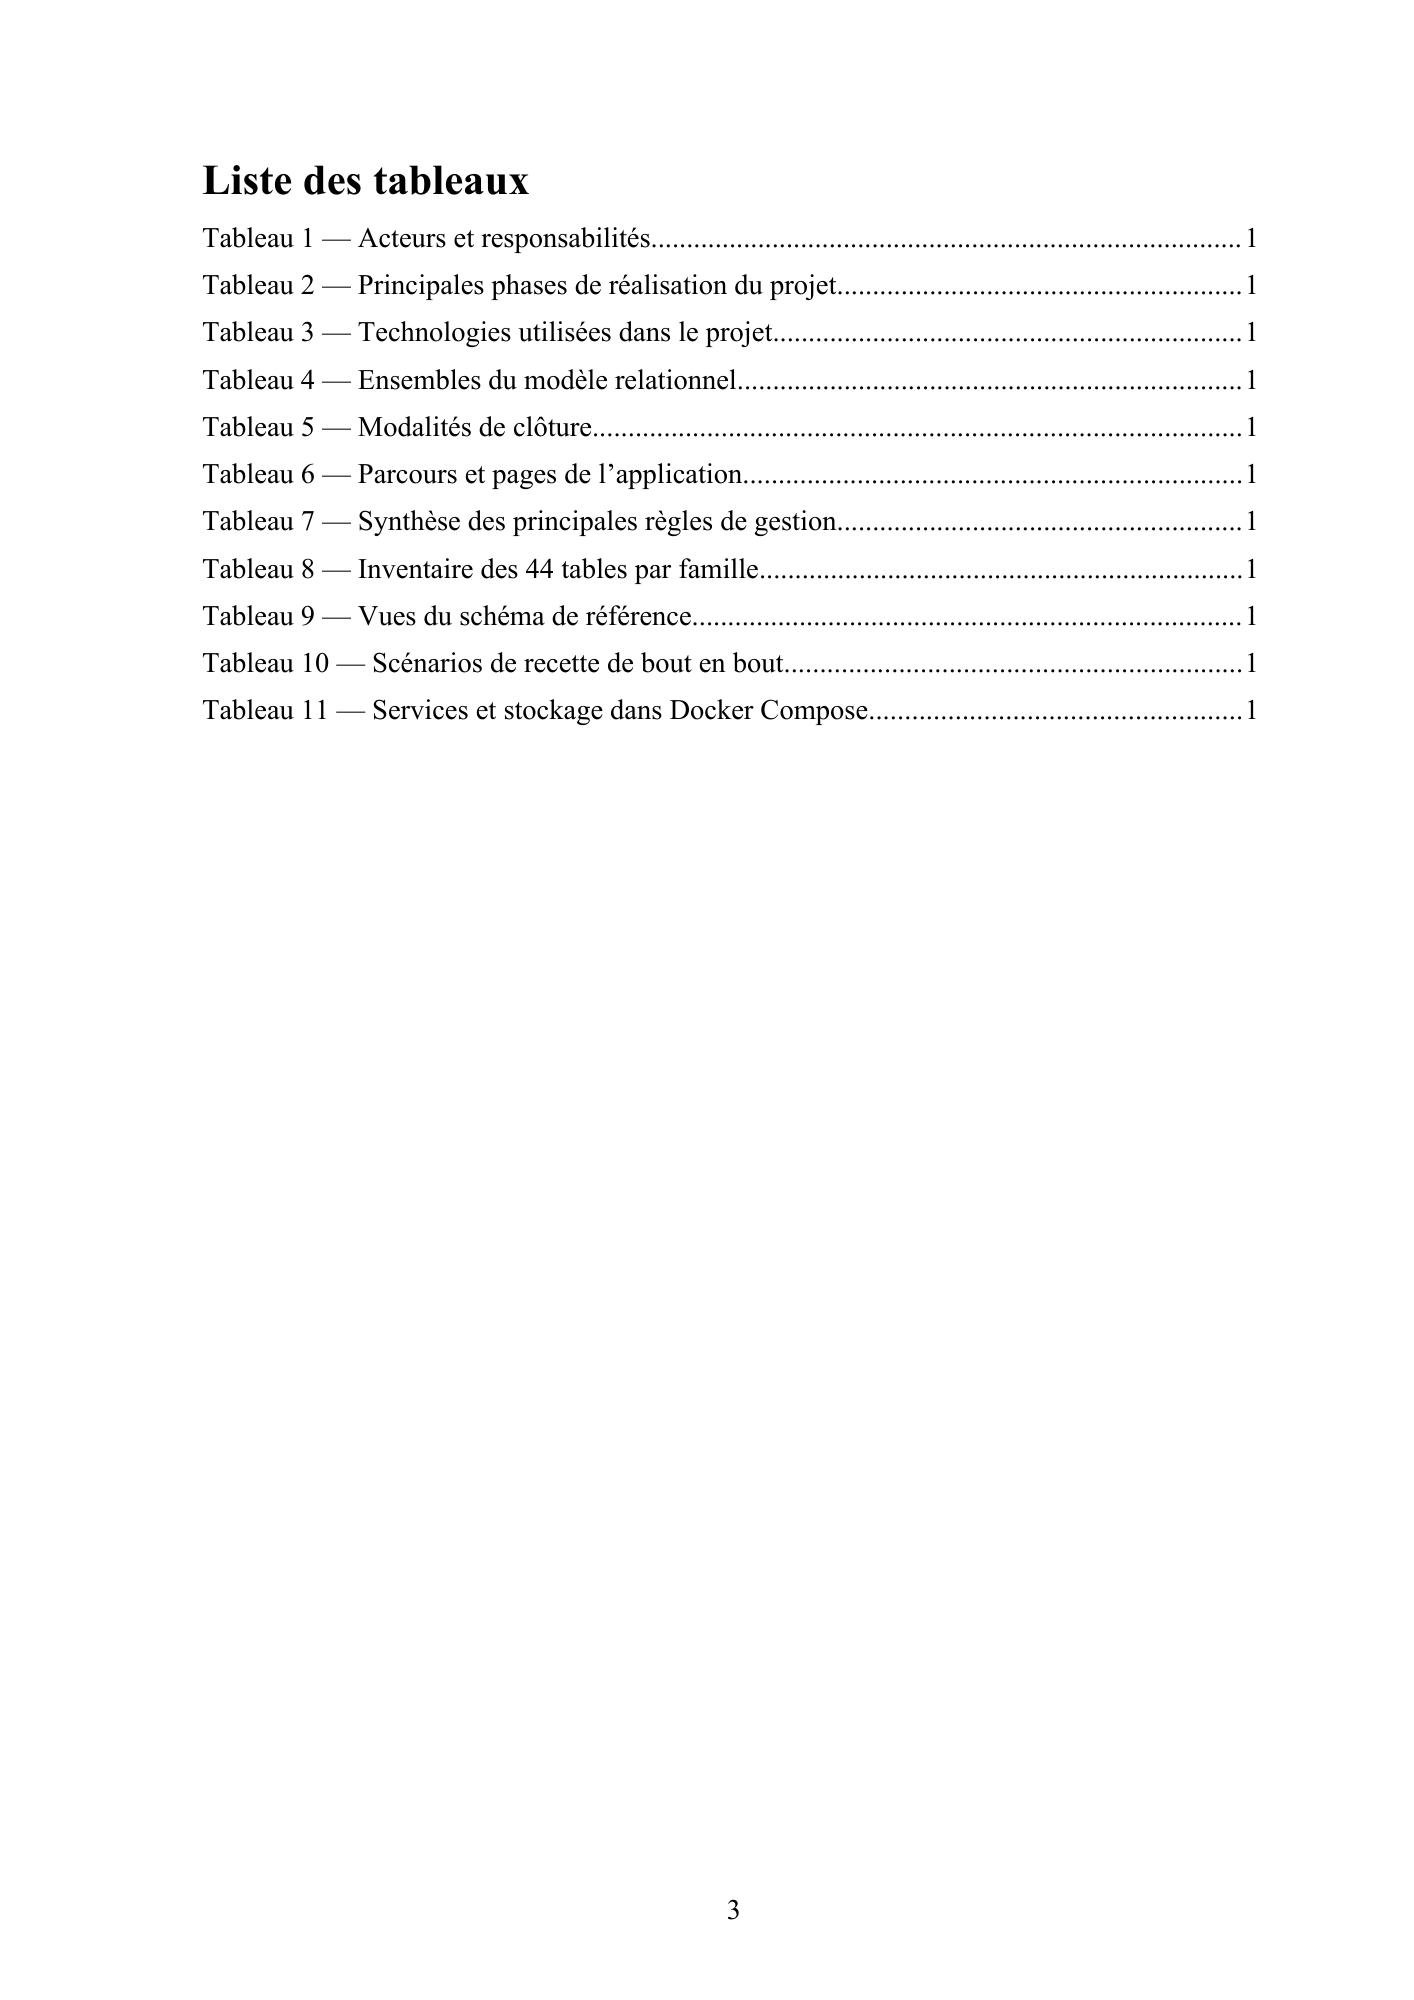 Liste des tableaux
Tableau 1 — Acteurs et responsabilités....................................................................................1
Tableau 2 — Principales phases de réalisation du projet.........................................................1
Tableau 3 — Technologies utilisées dans le projet..................................................................1
Tableau 4 — Ensembles du modèle relationnel.......................................................................1
Tableau 5 — Modalités de clôture...........................................................................................1
Tableau 6 — Parcours et pages de l’application......................................................................1
Tableau 7 — Synthèse des principales règles de gestion.........................................................1
Tableau 8 — Inventaire des 44 tables par famille....................................................................1
Tableau 9 — Vues du schéma de référence.............................................................................1
Tableau 10 — Scénarios de recette de bout en bout................................................................1
Tableau 11 — Services et stockage dans Docker Compose....................................................1
3